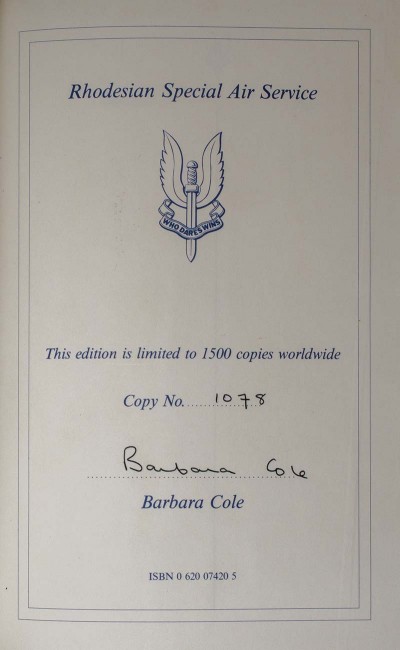 Rhodesian Special Air Service
WHO DARES WINS
This edition is limited to 1500 copies worldwide
Copy No. 1078
Barbara Cole
Barbara Cole
ISBN 0 620 07420 5